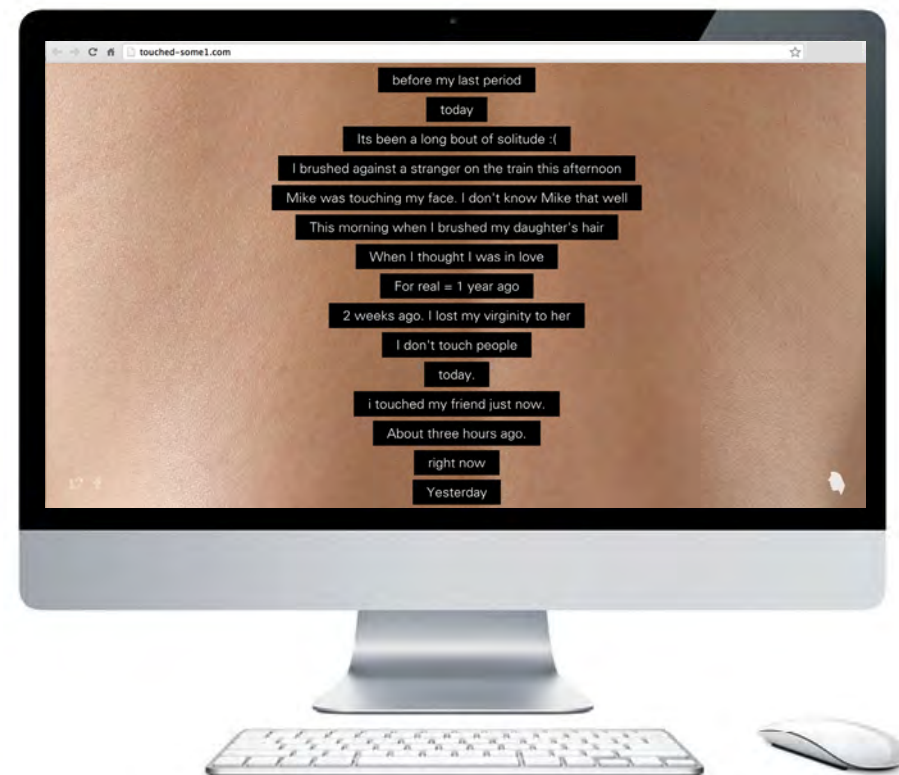 touched-some1.com
before my last period
today
Its been a long bout of solitude :(
I brushed against a stranger on the train this afternoon
Mike was touching my face. I don't know Mike that well
This morning when I brushed my daughter's hair
When I thought I was in love
For real = 1 year ago
2 weeks ago. I lost my virginity to her
I don't touch people
today.
i touched my friend just now.
About three hours ago.
right now
Yesterday